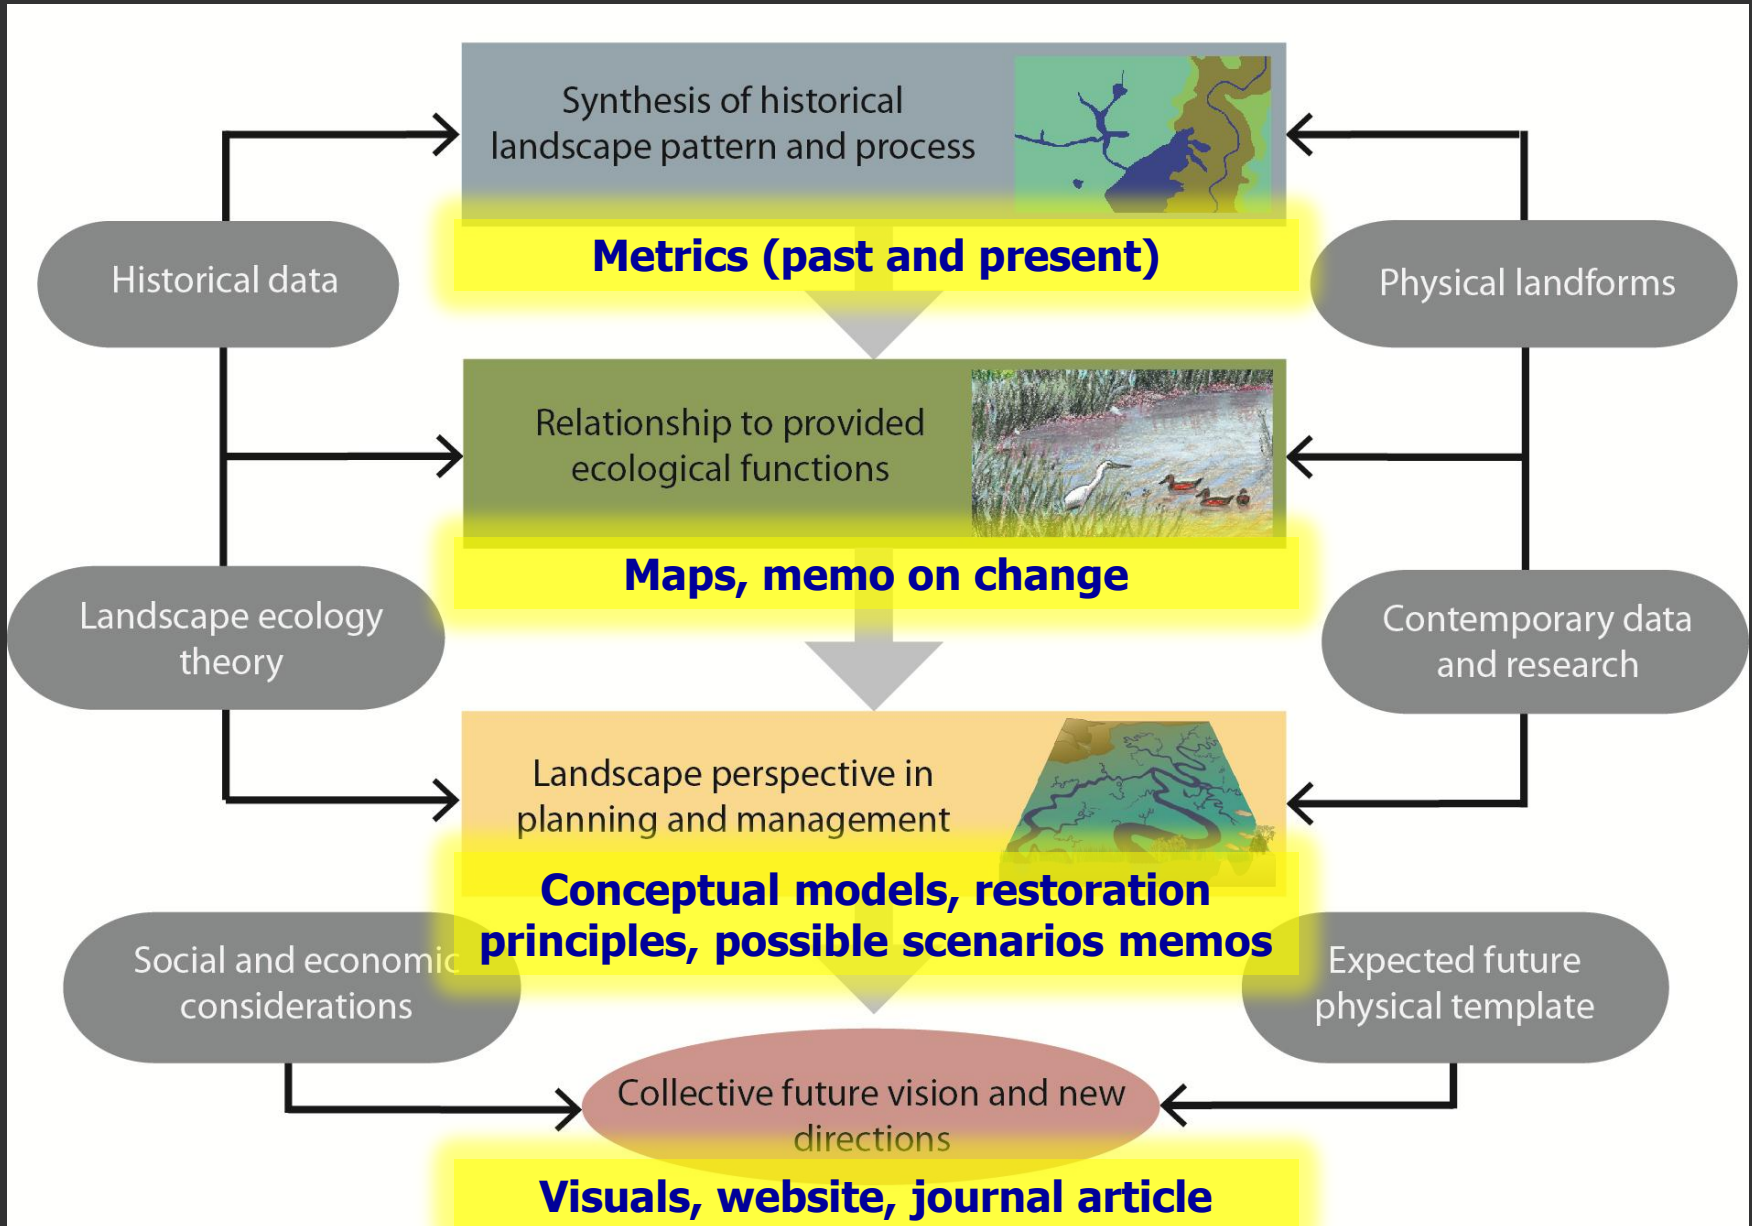 Synthesis of historical
landscape pattern and process
Metrics (past and present)
Historical data
Physical landforms
Relationship to provided
ecological functions
Maps, memo on change
Landscape ecology
theory
Contemporary data
and research
Landscape perspective in
planning and management
Conceptual models, restoration
principles, possible scenarios memos
Social and economic
considerations
Expected future
physical template
Collective future vision and new
directions
Visuals, website, journal article